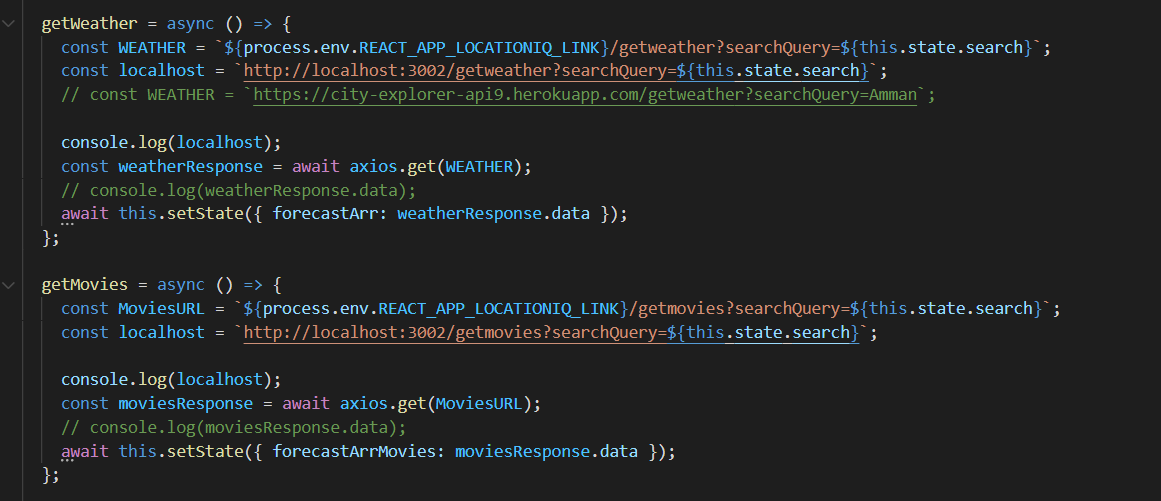 getWeather = async () => {
const WEATHER = `${process.env.REACT_APP_LOCATIONIQ_LINK}/getweather?searchQuery=${this.state.search}`;
const localhost = `http://localhost:3002/getweather?searchQuery=${this.state.search}`;
// const WEATHER = `https://city-explorer-api9.herokuapp.com/getweather?searchQuery=Amman`;
console.log(localhost);
const weatherResponse = await axios.get(WEATHER);
// console.log(weatherResponse.data);
await this.setState({ forecastArr: weatherResponse.data });
};
getMovies = async () => {
const MoviesURL = `${process.env.REACT_APP_LOCATIONIQ_LINK}/getmovies?searchQuery=${this.state.search}`;
const localhost = `http://localhost:3002/getmovies?searchQuery=${this.state.search}`;
console.log(localhost);
const moviesResponse = await axios.get(MoviesURL);
// console.log(moviesResponse.data);
await this.setState({ forecastArrMovies: moviesResponse.data });
};